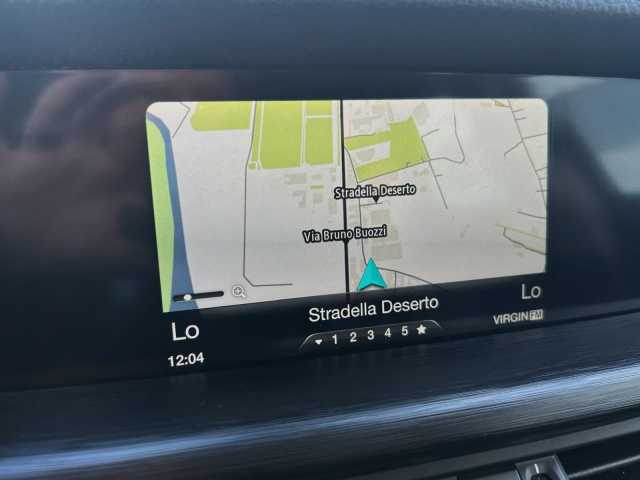 Stradella Deserto
Via Bruno Buozzi
Lo
12:04
Stradella Deserto
1 2 3 4 5
Lo
VIRGIN FM